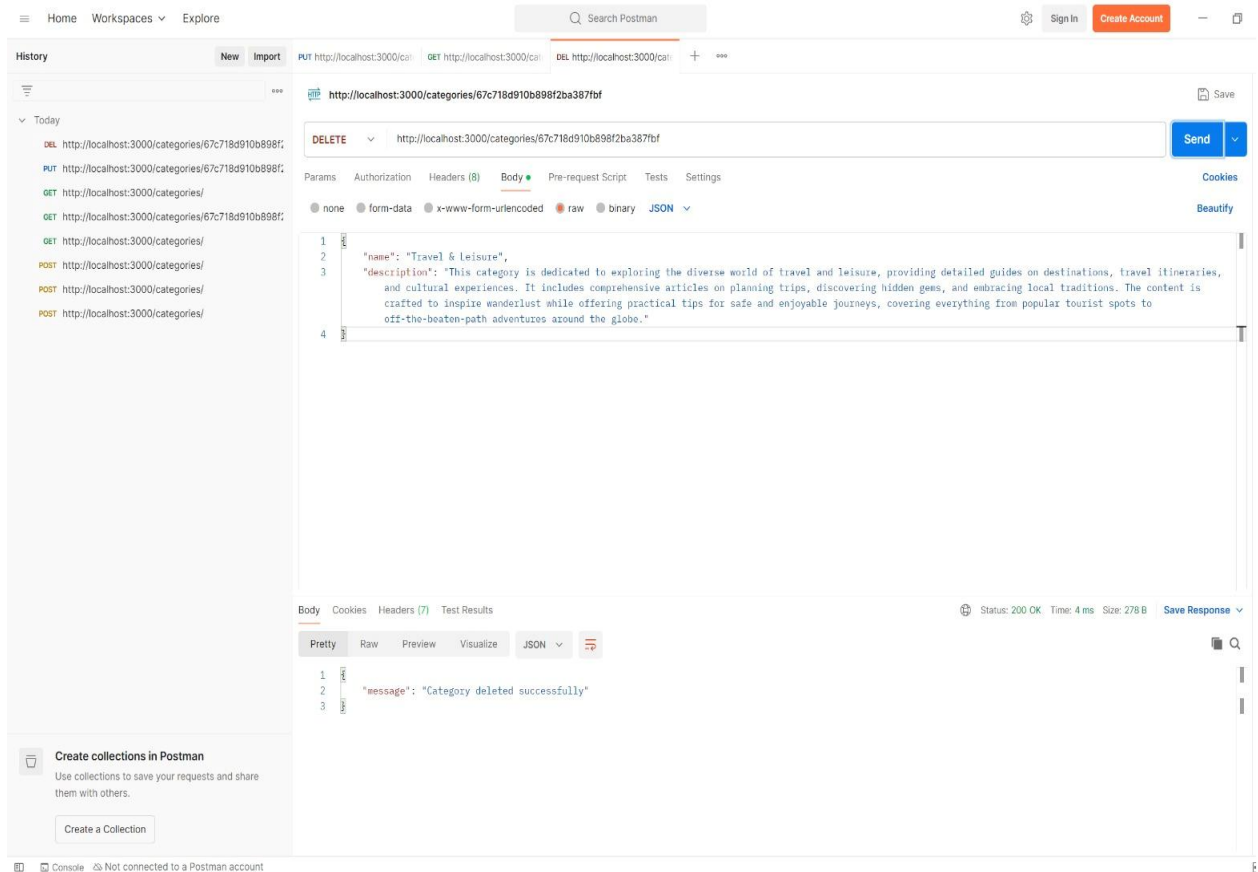 Home Workspaces Explore Search Postman Sign In Create Account
History New Import PUT http://localhost:3000/cat GET http://localhost:3000/cat DEL http://localhost:3000/cat
http://localhost:3000/categories/67c718d910b898f2ba387fbf Save
Today
DEL http://localhost:3000/categories/67c718d910b898f2
PUT http://localhost:3000/categories/67c718d910b898f2
GET http://localhost:3000/categories/
GET http://localhost:3000/categories/67c718d910b898f2
GET http://localhost:3000/categories/
POST http://localhost:3000/categories/
POST http://localhost:3000/categories/
POST http://localhost:3000/categories/
DELETE http://localhost:3000/categories/67c718d910b898f2ba387fbf Send
Params Authorization Headers (8) Body Pre-request Script Tests Settings Cookies
none form-data x-www-form-urlencoded raw binary JSON Beautify
1 {
2 "name": "Travel & Leisure",
3 "description": "This category is dedicated to exploring the diverse world of travel and leisure, providing detailed guides on destinations, travel itineraries,
and cultural experiences. It includes comprehensive articles on planning trips, discovering hidden gems, and embracing local traditions. The content is
crafted to inspire wanderlust while offering practical tips for safe and enjoyable journeys, covering everything from popular tourist spots to
off-the-beaten-path adventures around the globe."
4 }
Body Cookies Headers (7) Test Results Status: 200 OK Time: 4 ms Size: 278 B Save Response
Pretty Raw Preview Visualize JSON
1 {
2 "message": "Category deleted successfully"
3 }
Create collections in Postman
Use collections to save your requests and share
them with others.
Create a Collection
Console Not connected to a Postman account